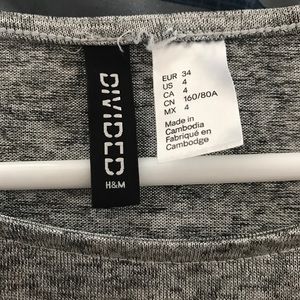 DIVIDED
H&M
EUR 34
US 4
CA 4
CN 160/80A
MX 4
Made in
Cambodia
Fabriqué en
Cambodge